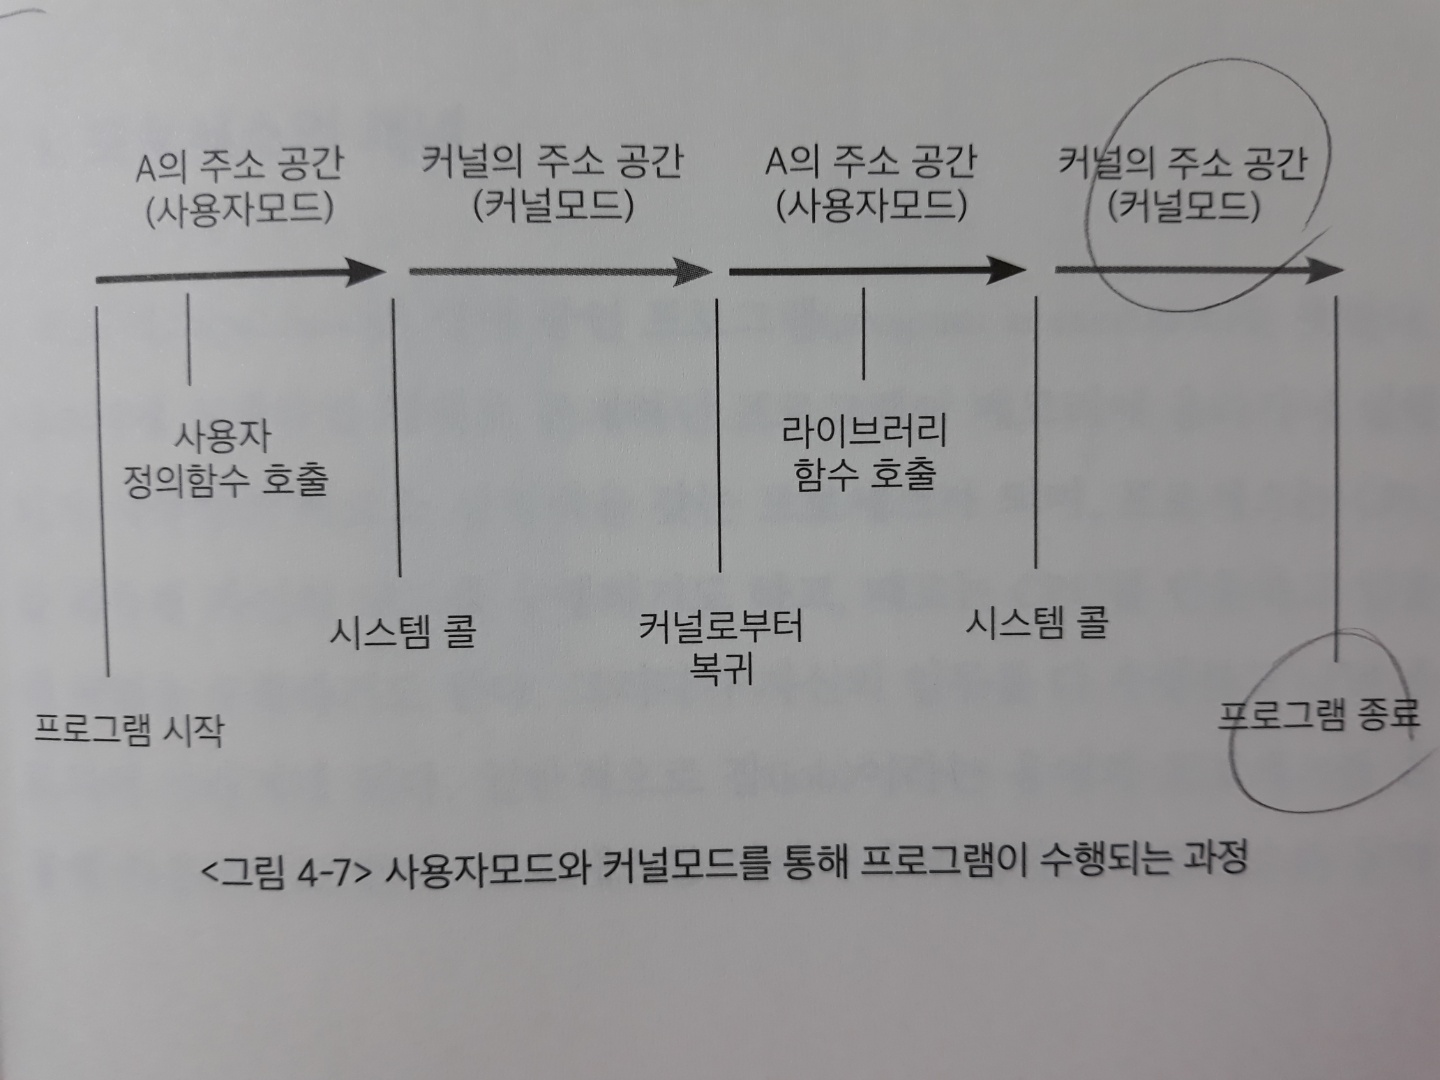 A의 주소 공간
(사용자모드)
커널의 주소 공간
(커널모드)
A의 주소 공간
(사용자모드)
커널의 주소 공간
(커널모드)
사용자
정의함수 호출
라이브러리
함수 호출
시스템 콜
커널로부터
복귀
시스템 콜
프로그램 시작
프로그램 종료
<그림 4-7> 사용자모드와 커널모드를 통해 프로그램이 수행되는 과정